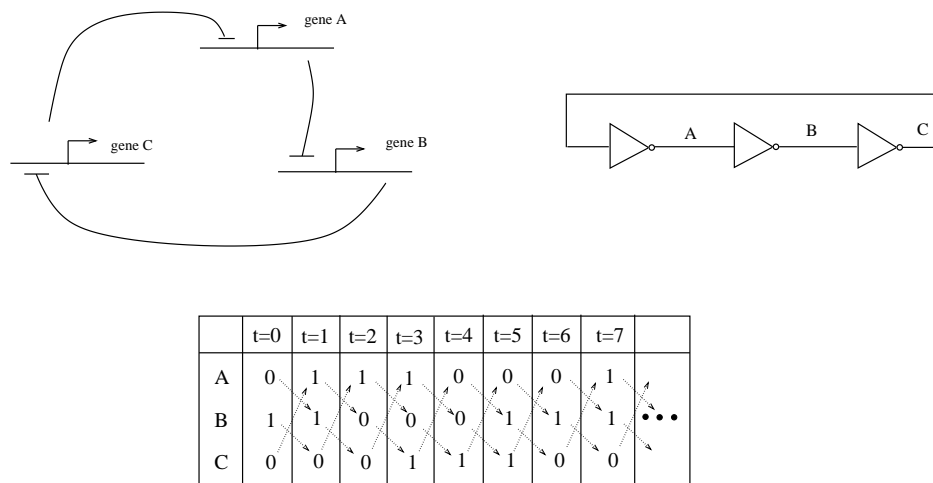 gene A
gene C
gene B
A
B
C
t=0 t=1 t=2 t=3 t=4 t=5 t=6 t=7
A 0 1 1 1 0 0 0 1
B 1 1 0 0 0 1 1 1 •••
C 0 0 0 1 1 1 0 0